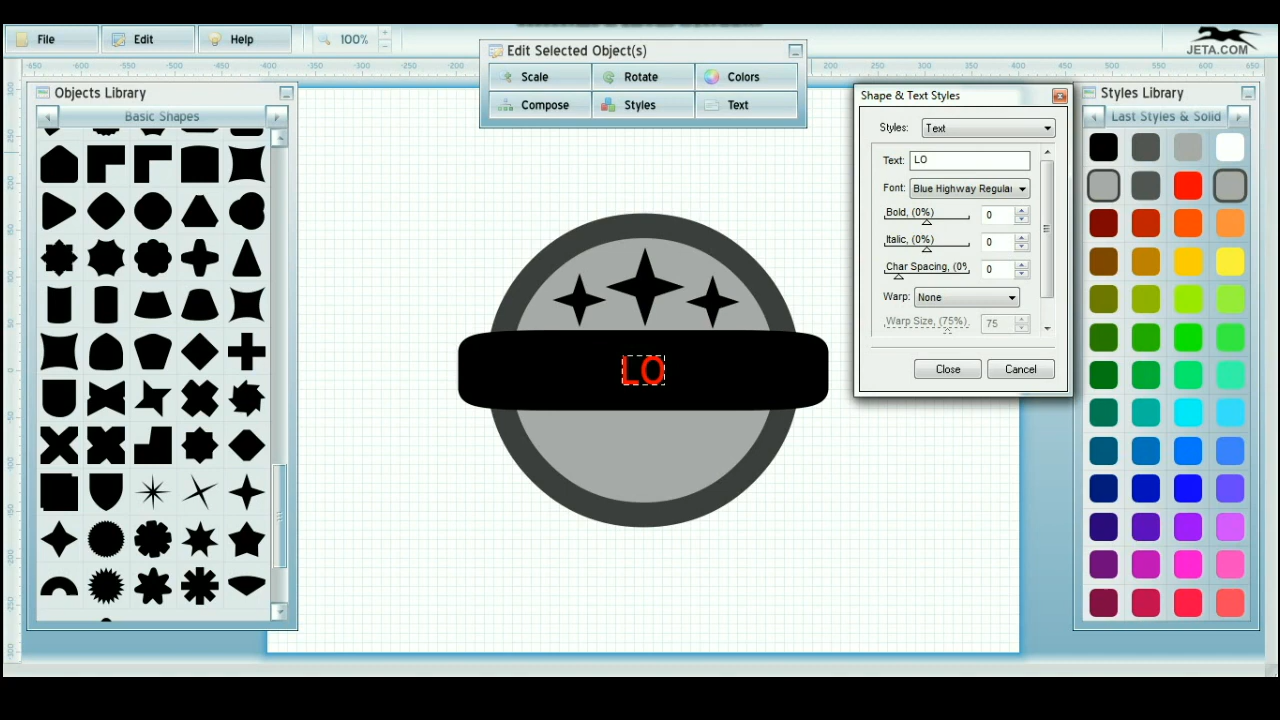 File
Edit
Help
100%
JETA.COM
Edit Selected Object(s)
Scale
Rotate
Colors
Compose
Styles
Text
Objects Library
Basic Shapes
Shape & Text Styles
Styles:
Text
Text:
LO
Font:
Blue Highway Regular
Bold, (0%)
0
Italic, (0%)
0
Char Spacing, (0%
0
Warp:
None
Warp Size, (75%)
75
Close
Cancel
Styles Library
Last Styles & Solid
LO